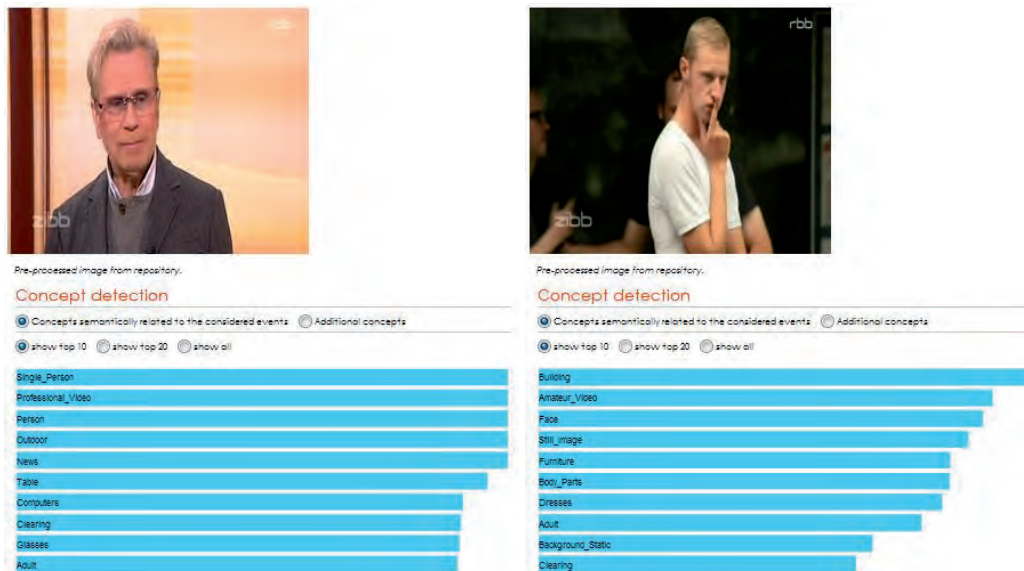 rbb
zibb
Pre-processed image from repository.
Concept detection
Concepts semantically related to the considered events Additional concepts
show top 10 show top 20 show all
Single_Person
Professional_Video
Person
Outdoor
News
Table
Computers
Clearing
Glasses
Adult
rbb
zibb
Pre-processed image from repository.
Concept detection
Concepts semantically related to the considered events Additional concepts
show top 10 show top 20 show all
Building
Amateur_Video
Face
Still_Image
Furniture
Body_Parts
Dresses
Adult
Background_Static
Clearing